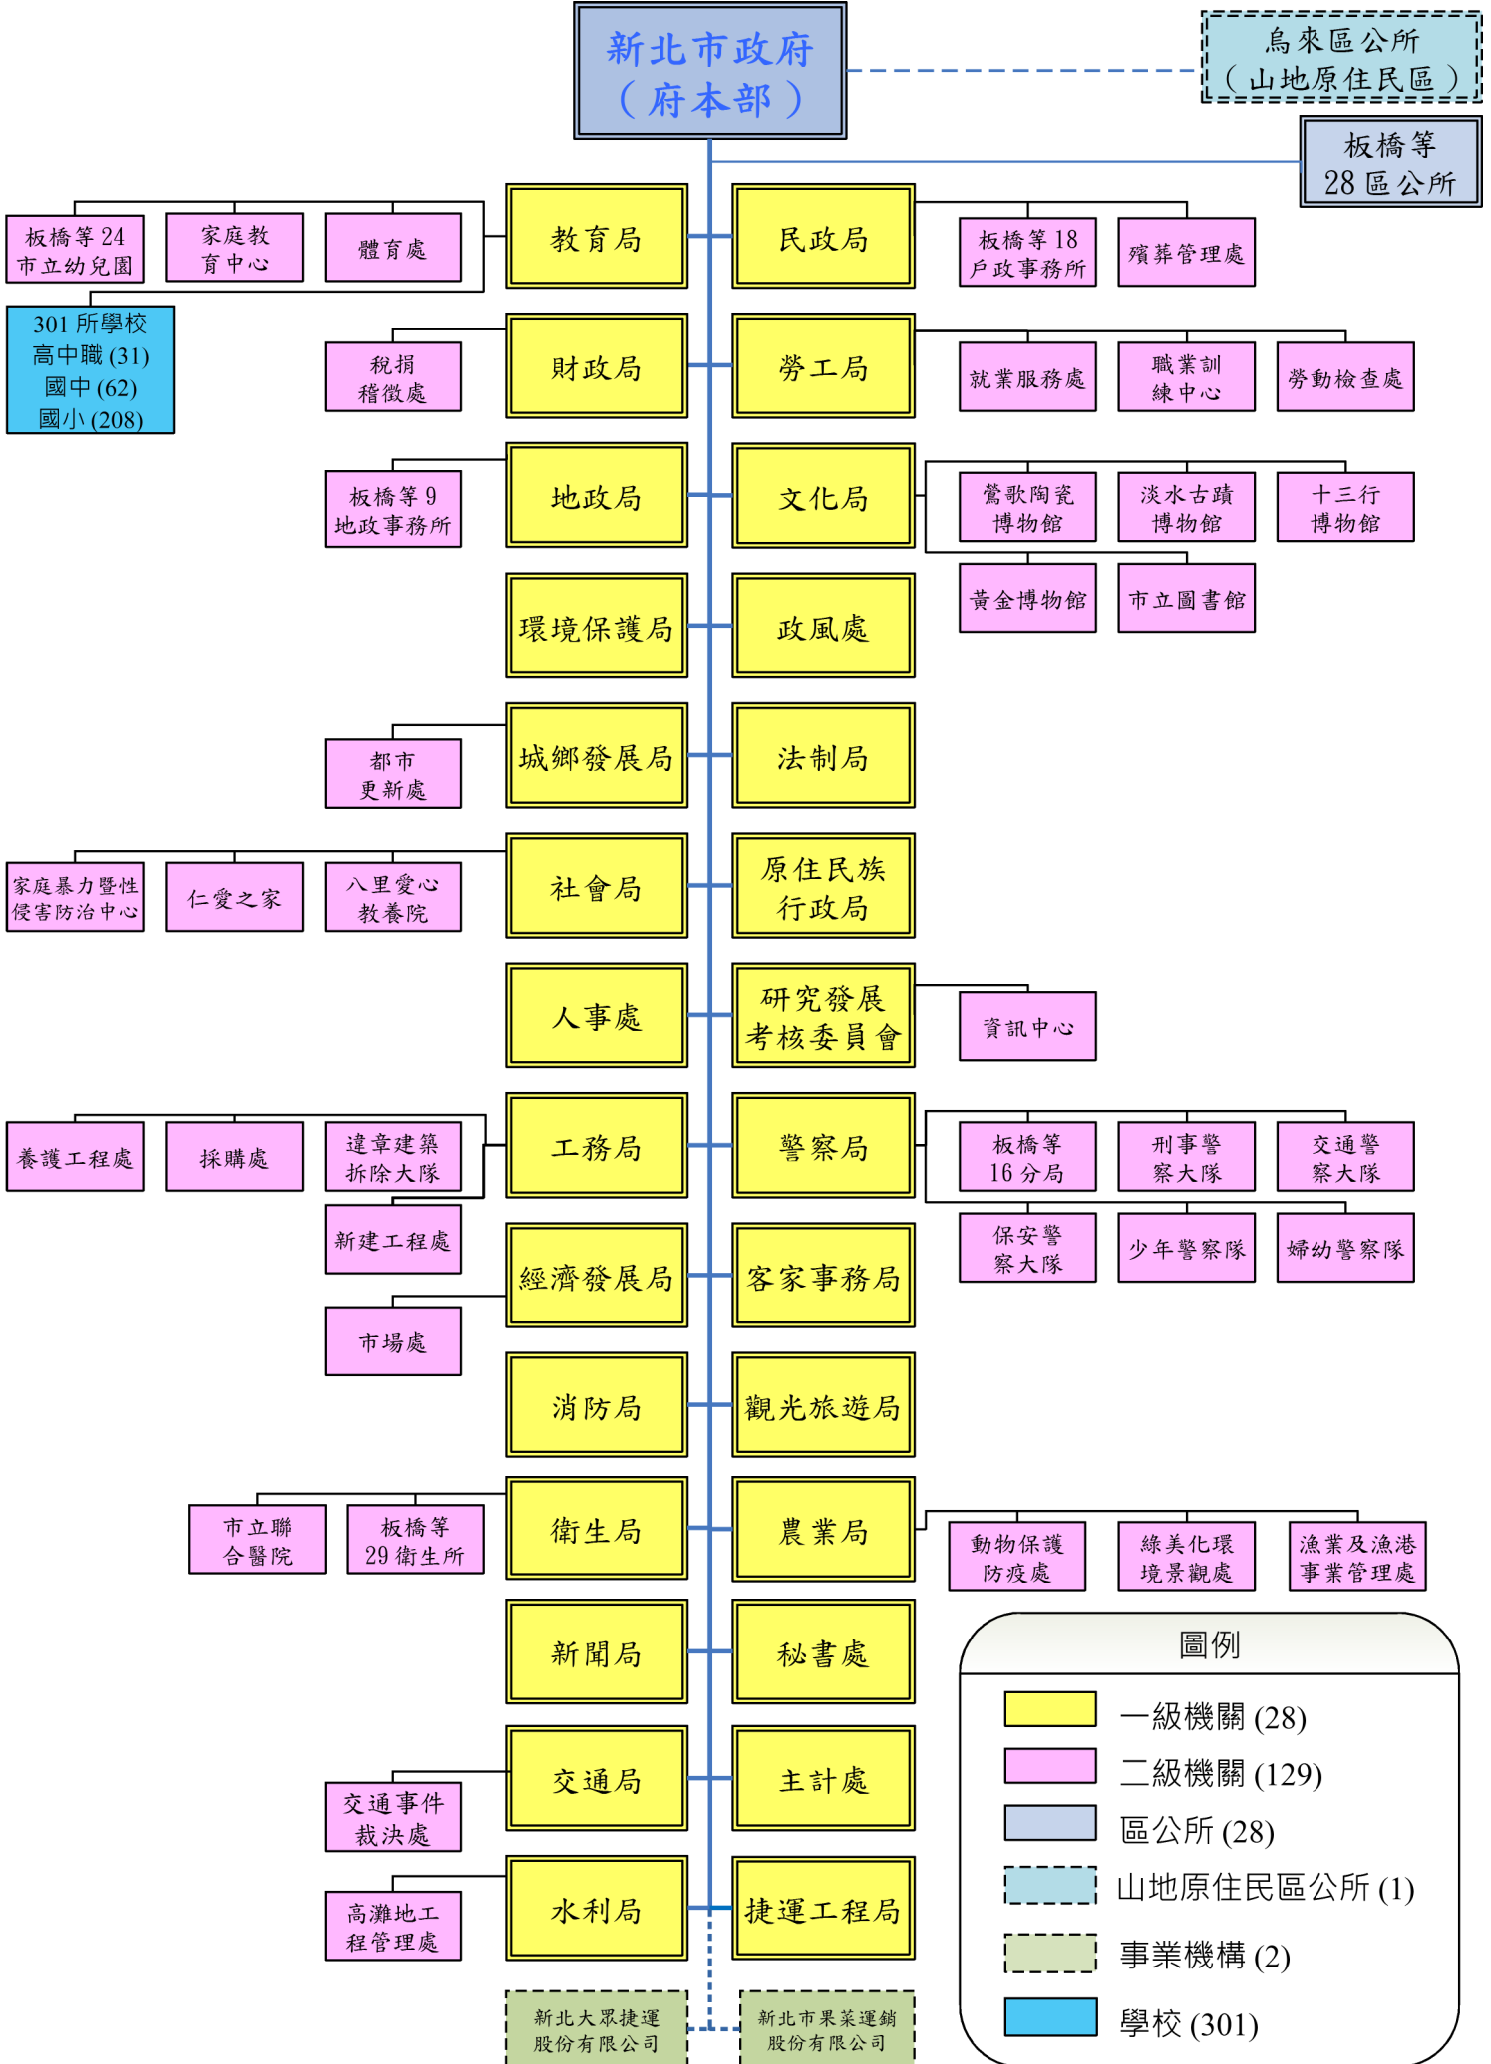 新北市政府
（府本部）
烏來區公所
（山地原住民區）
板橋等
28 區公所
教育局
板橋等 24
市立幼兒園
家庭教
育中心
體育處
301 所學校
高中職 (31)
國中 (62)
國小 (208)
民政局
板橋等 18
戶政事務所
殯葬管理處
財政局
稅捐
稽徵處
勞工局
就業服務處
職業訓
練中心
勞動檢查處
地政局
板橋等 9
地政事務所
文化局
鶯歌陶瓷
博物館
淡水古蹟
博物館
十三行
博物館
黃金博物館
市立圖書館
環境保護局
政風處
城鄉發展局
都市
更新處
法制局
社會局
家庭暴力暨性
侵害防治中心
仁愛之家
八里愛心
教養院
原住民族
行政局
人事處
研究發展
考核委員會
資訊中心
工務局
養護工程處
採購處
違章建築
拆除大隊
新建工程處
警察局
板橋等
16 分局
刑事警
察大隊
交通警
察大隊
保安警
察大隊
少年警察隊
婦幼警察隊
經濟發展局
市場處
客家事務局
消防局
觀光旅遊局
衛生局
市立聯
合醫院
板橋等
29 衛生所
農業局
動物保護
防疫處
綠美化環
境景觀處
漁業及漁港
事業管理處
新聞局
秘書處
交通局
交通事件
裁決處
主計處
水利局
高灘地工
程管理處
捷運工程局
新北大眾捷運
股份有限公司
新北市果菜運銷
股份有限公司
圖例
一級機關 (28)
二級機關 (129)
區公所 (28)
山地原住民區公所 (1)
事業機構 (2)
學校 (301)